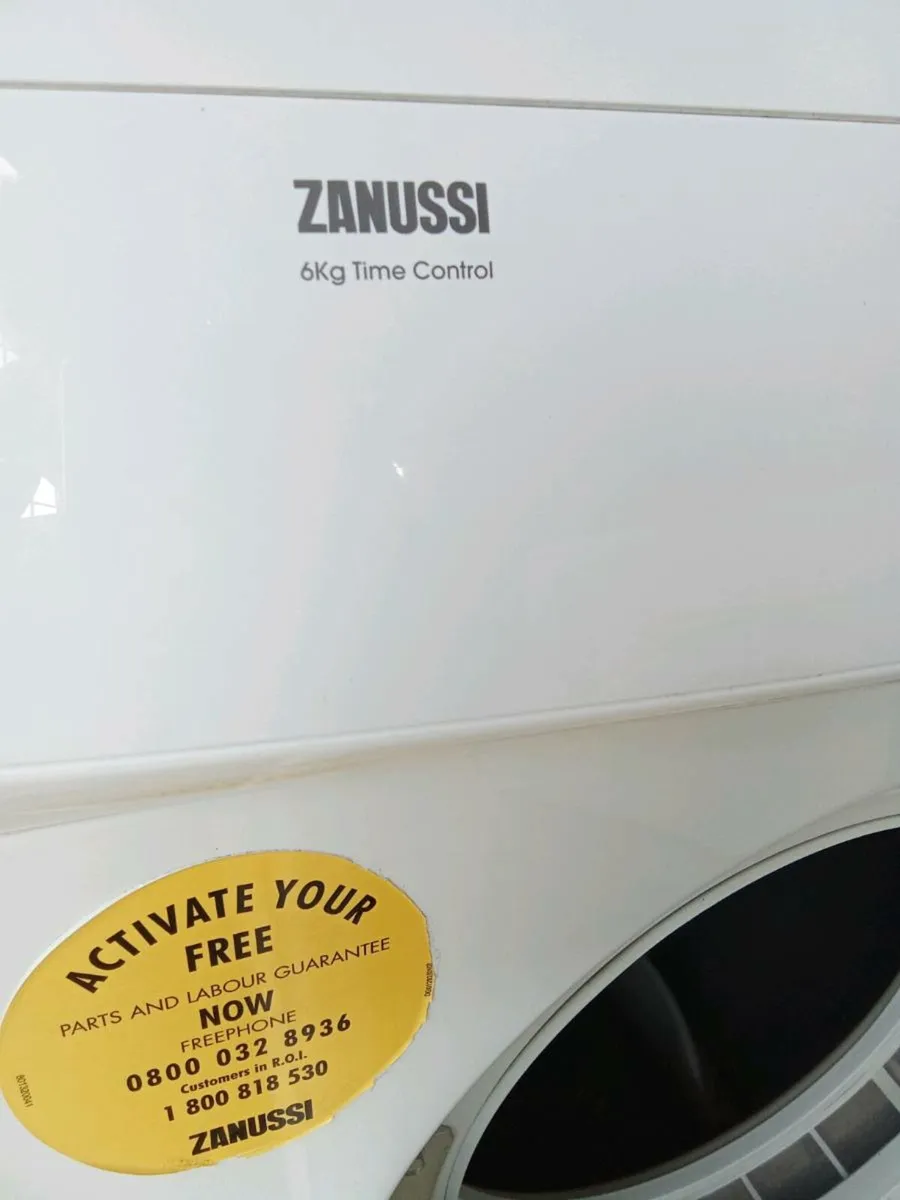 ZANUSSI
6Kg Time Control
ACTIVATE YOUR
FREE
PARTS AND LABOUR GUARANTEE
NOW
FREEPHONE
0800 032 8936
Customers in R.O.I.
1 800 818 530
ZANUSSI